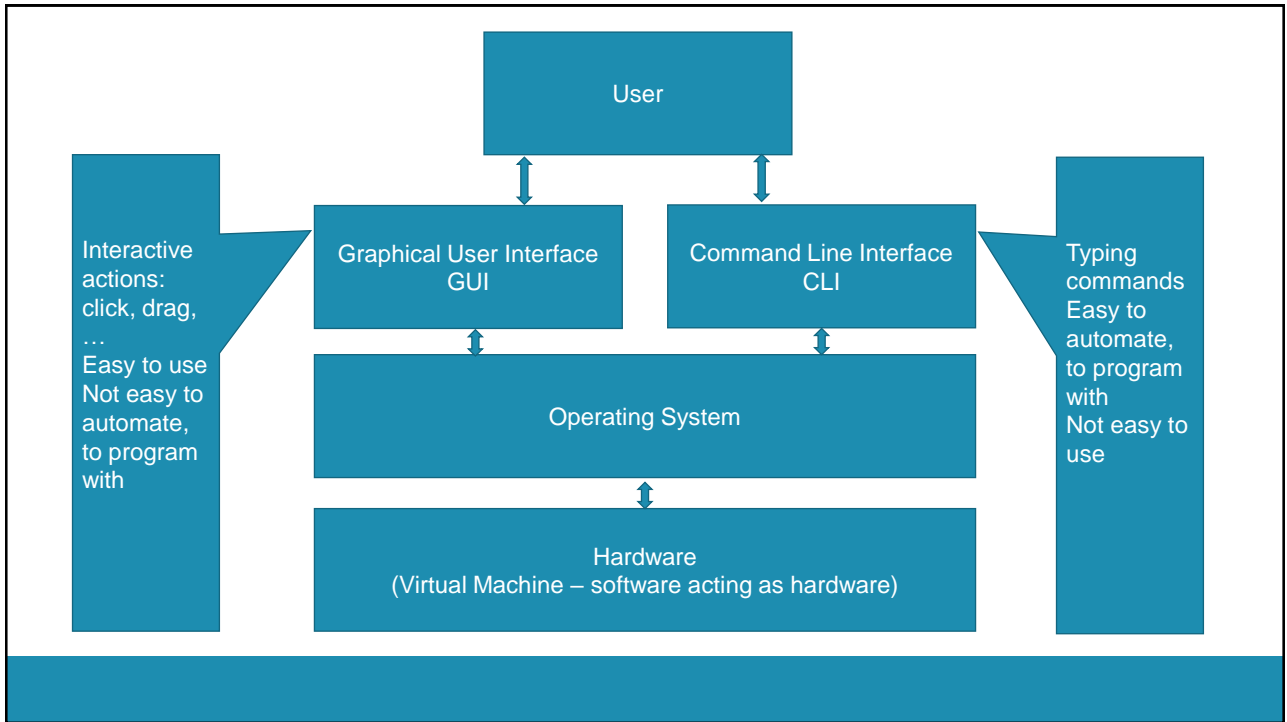 User
Interactive
actions:
click, drag,
…
Easy to use
Not easy to
automate,
to program
with
Graphical User Interface
GUI
Command Line Interface
CLI
Typing
commands
Easy to
automate,
to program
with
Not easy to
use
Operating System
Hardware
(Virtual Machine – software acting as hardware)